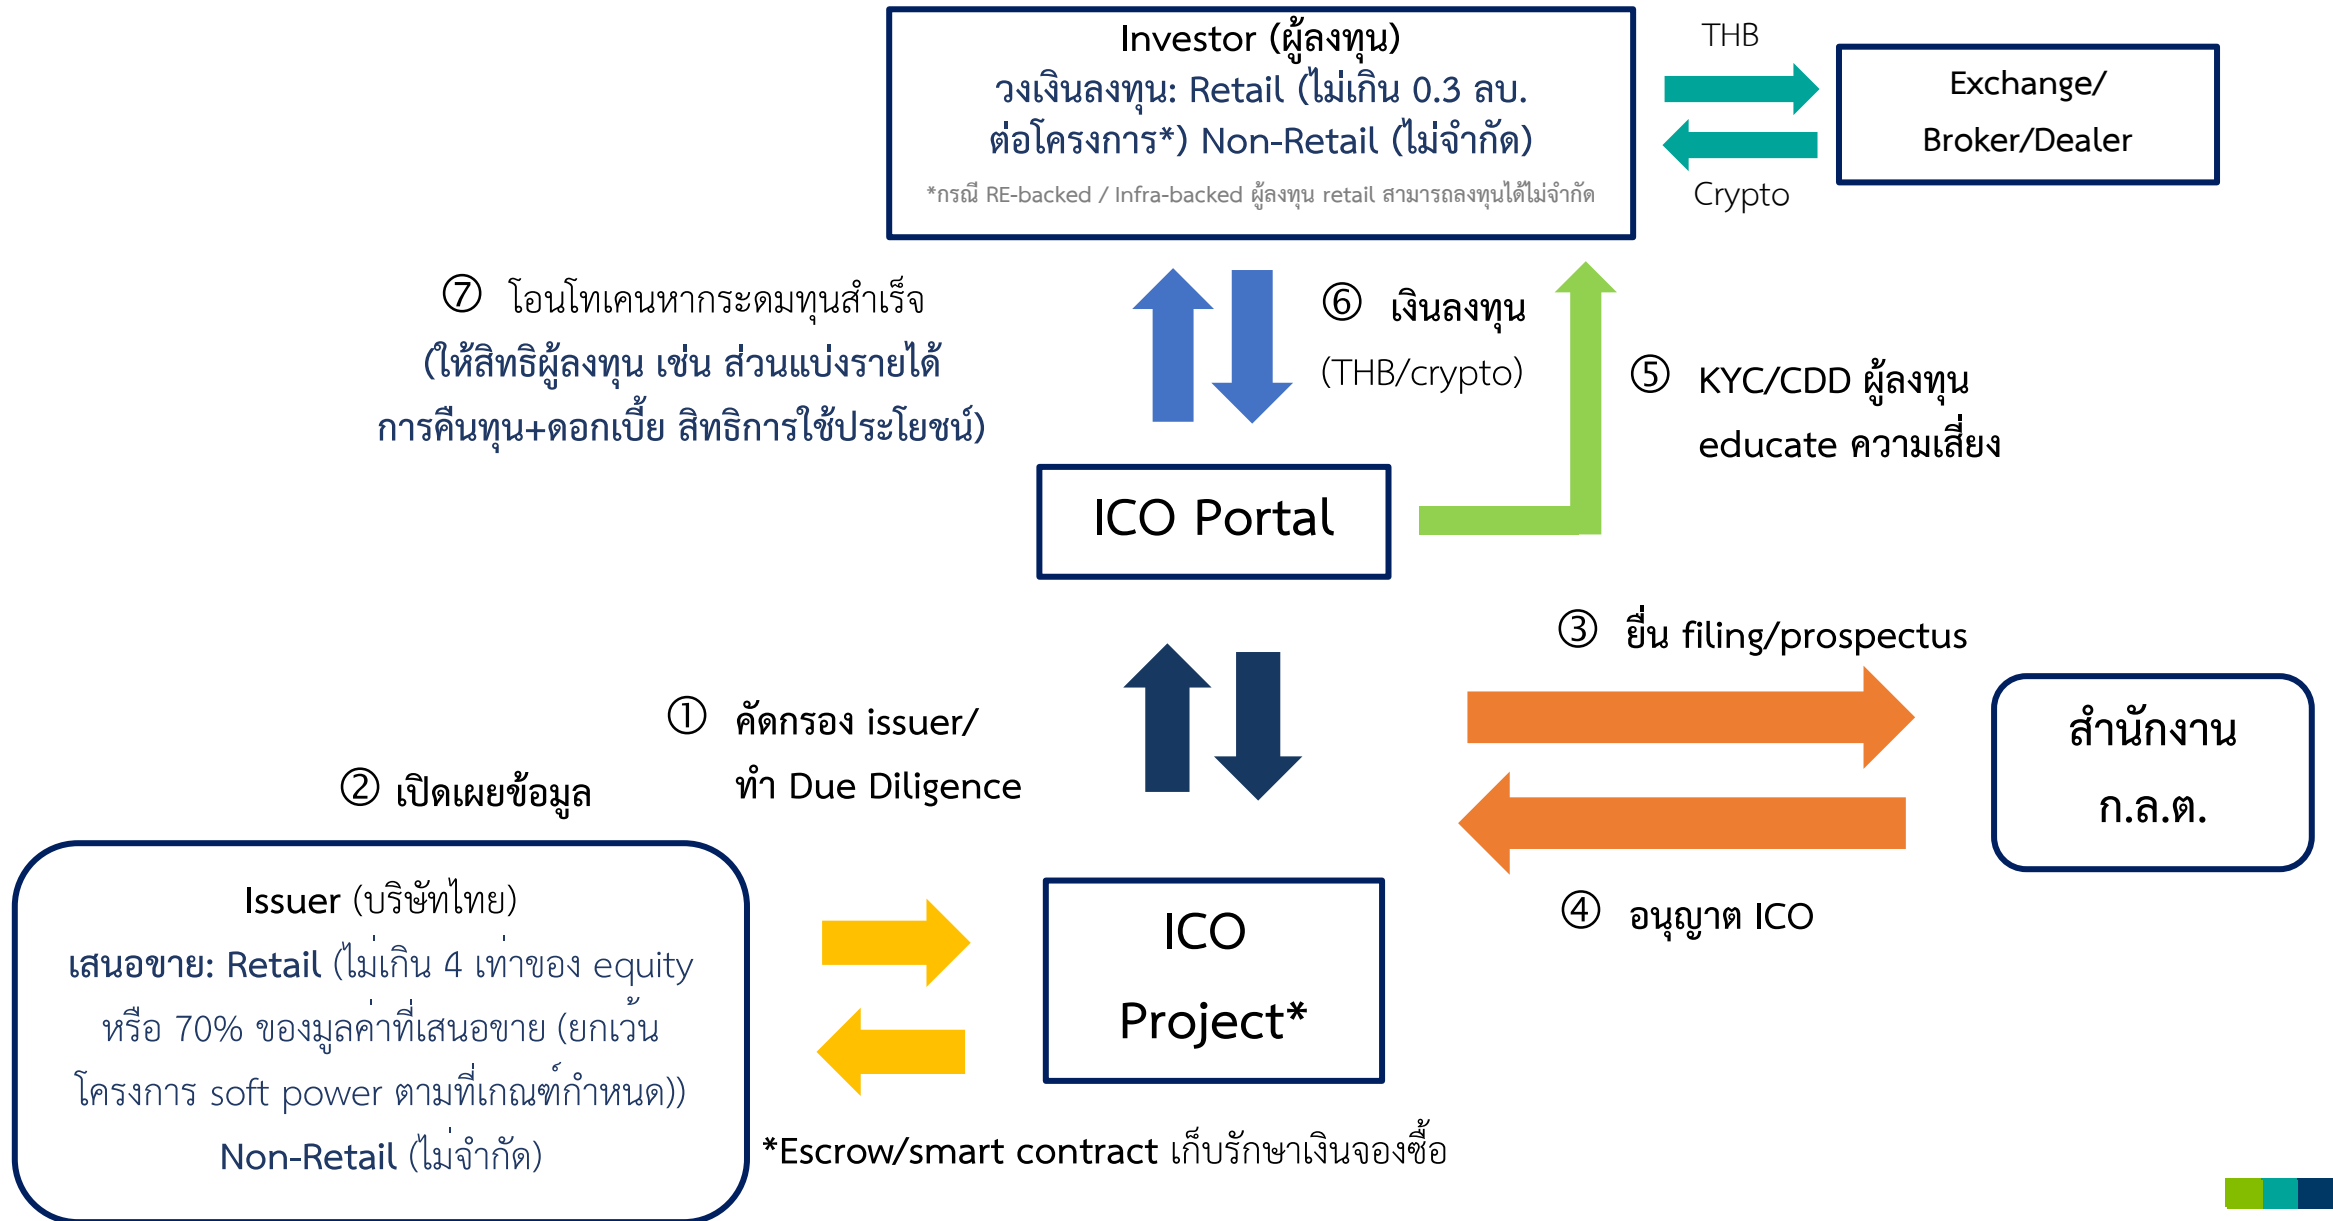 Investor (ผู้ลงทุน)
วงเงินลงทุน: Retail (ไม่เกิน 0.3 ลบ.
ต่อโครงการ*) Non-Retail (ไม่จำกัด)
*กรณี RE-backed / Infra-backed ผู้ลงทุน retail สามารถลงทุนได้ไม่จำกัด
THB
Crypto
Exchange/
Broker/Dealer
⑦ โอนโทเคนหากระดมทุนสำเร็จ
(ให้สิทธิผู้ลงทุน เช่น ส่วนแบ่งรายได้
การคืนทุน+ดอกเบี้ย สิทธิการใช้ประโยชน์)
⑥ เงินลงทุน
(THB/crypto)
⑤ KYC/CDD ผู้ลงทุน
educate ความเสี่ยง
ICO Portal
③ ยื่น filing/prospectus
① คัดกรอง issuer/
ทำ Due Diligence
② เปิดเผยข้อมูล
สำนักงาน
ก.ล.ต.
④ อนุญาต ICO
Issuer (บริษัทไทย)
เสนอขาย: Retail (ไม่เกิน 4 เท่าของ equity
หรือ 70% ของมูลค่าที่เสนอขาย (ยกเว้น
โครงการ soft power ตามที่เกณฑ์กำหนด))
Non-Retail (ไม่จำกัด)
ICO
Project*
*Escrow/smart contract เก็บรักษาเงินจองซื้อ